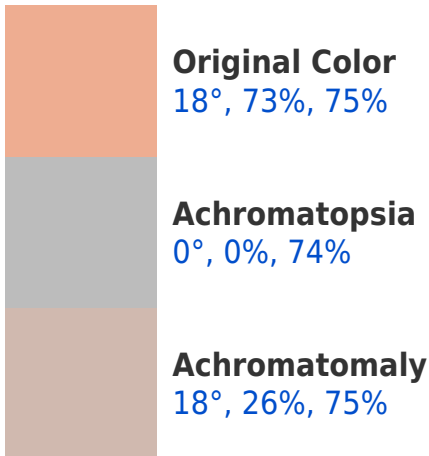 Original Color
18°, 73%, 75%
Achromatopsia
0°, 0%, 74%
Achromatomaly
18°, 26%, 75%